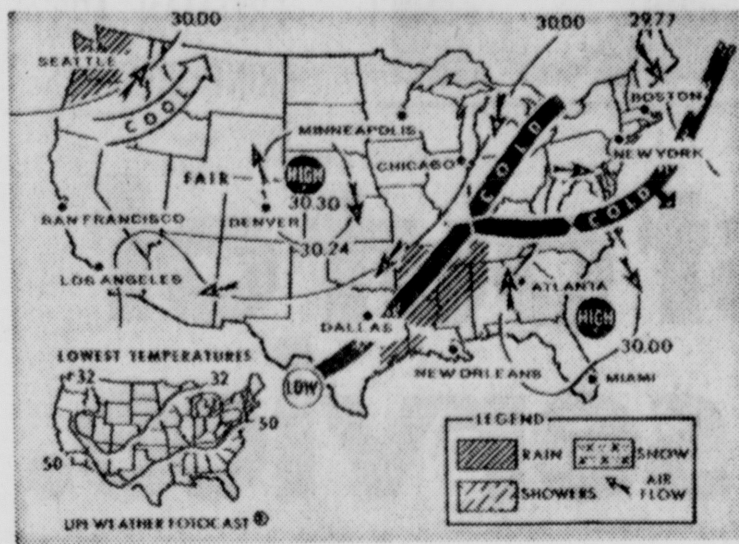 30.00
30.00
29.77
SEATTLE
COOL
BOSTON
MINNEAPOLIS
COLD
NEW YORK
CHICAGO
FAIR
HIGH
30.30
COLD
SAN FRANCISCO
DENVER
30.24
LOS ANGELES
ATLANTA
HIGH
DALLAS
30.00
LOWEST TEMPERATURES
NEW ORLEANS
MIAMI
LOW
32
32
50
50
LEGEND
RAIN
SNOW
SHOWERS
AIR FLOW
UPI WEATHER FOTOCAST ®